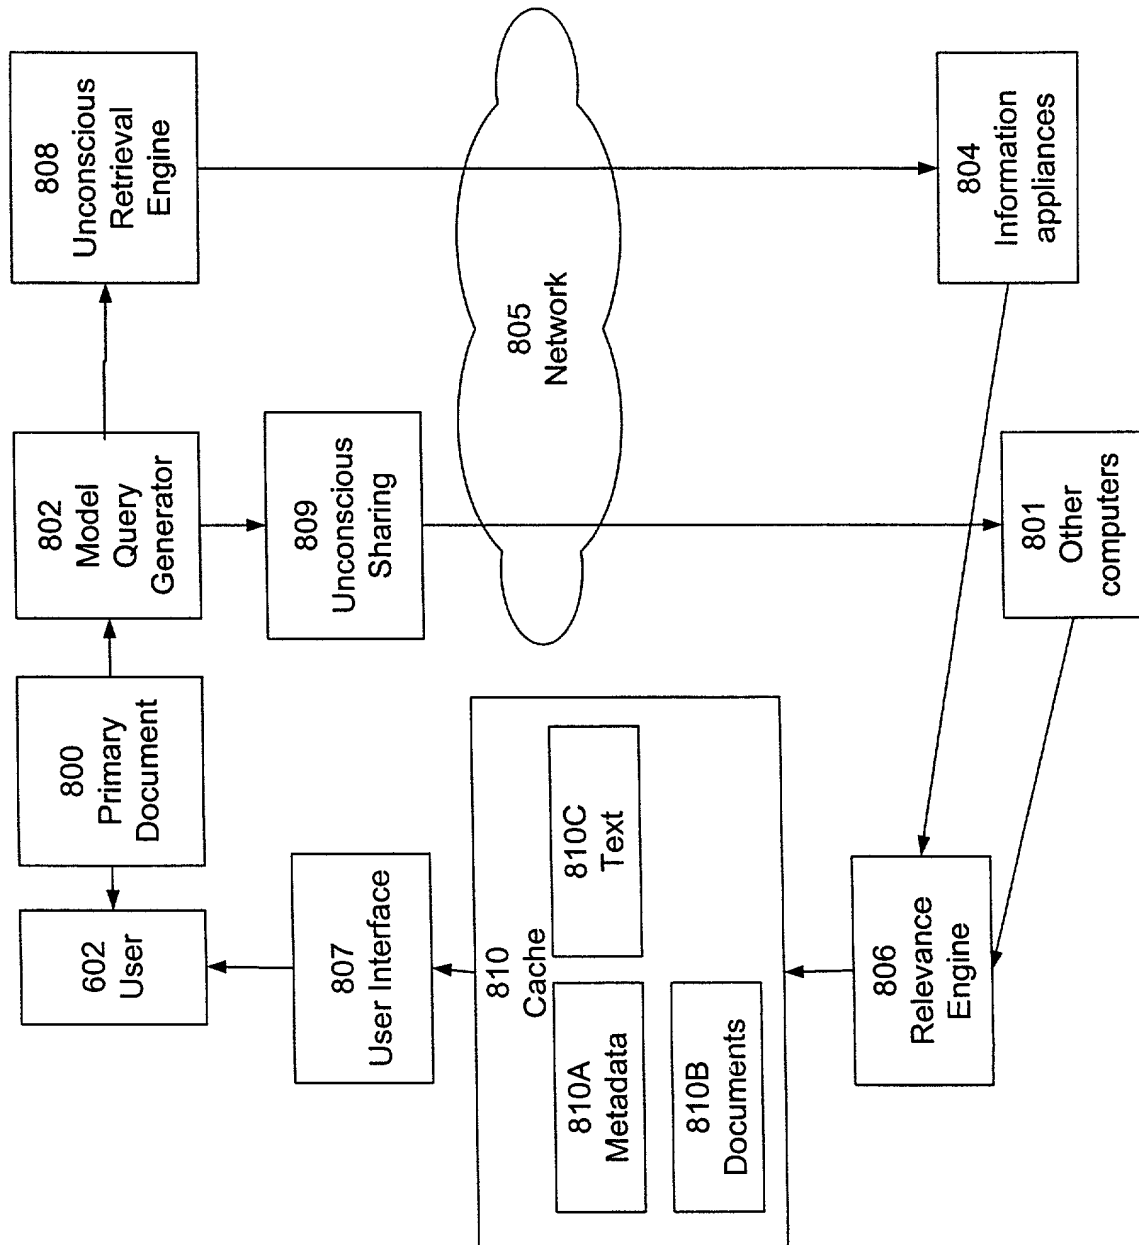 602
User
800
Primary
Document
802
Model
Query
Generator
808
Unconscious
Retrieval
Engine
807
User Interface
809
Unconscious
Sharing
810
Cache
810A
Metadata
810C
Text
810B
Documents
805
Network
806
Relevance
Engine
801
Other
computers
804
Information
appliances